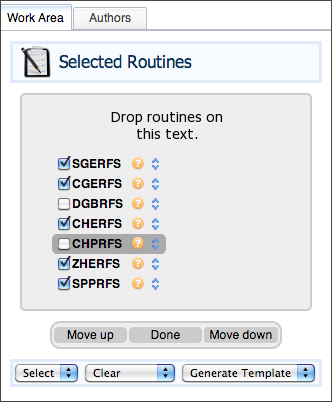 Work Area Authors
Selected Routines
Drop routines on
this text.
SGERFS ?
CGERFS ?
DGBRFS ?
CHERFS ?
CHPRFS ?
ZHERFS ?
SPPRFS ?
Move up Done Move down
Select Clear Generate Template